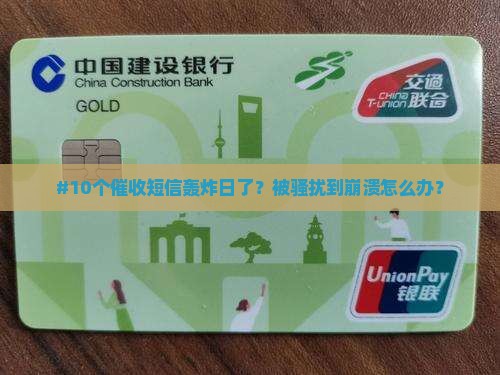 中国建设银行
China Construction Bank
GOLD
交通
CHINA
T-UNION 联合
#10个催收短信轰炸日了？被骚扰到崩溃怎么办？
UnionPay
银联